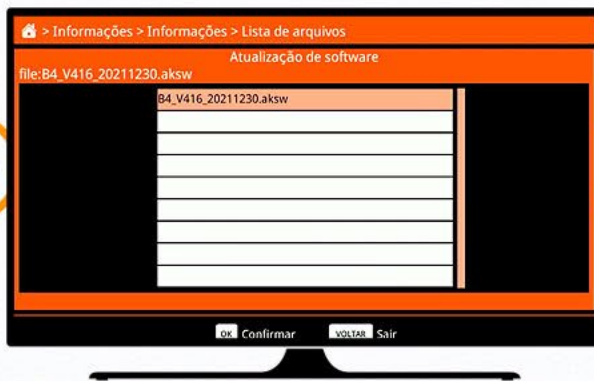 > Informações > Informações > Lista de arquivos
Atualização de software
file:B4_V416_20211230.aksw
B4_V416_20211230.aksw
OK Confirmar VOLTAR Sair